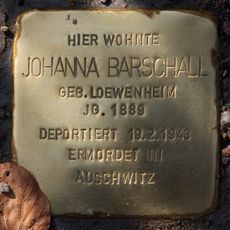 HIER WOHNTE
JOHANNA BARSCHALL
GEB. LOEWENHEIM
JG. 1889
DEPORTIERT 19.2.1943
ERMORDET IN
AUSCHWITZ